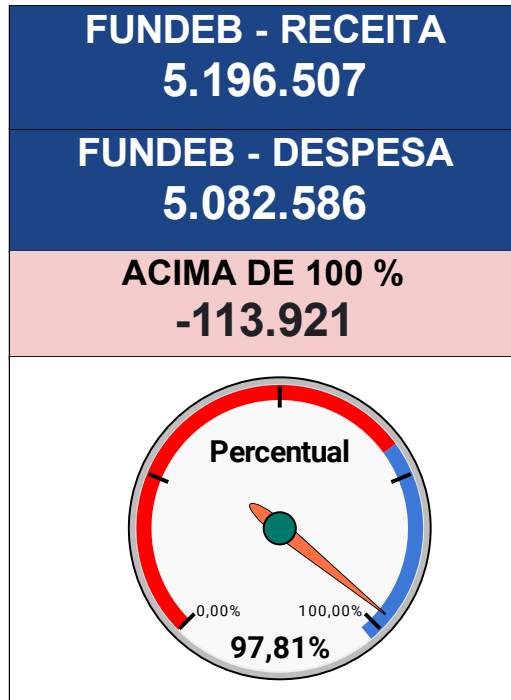 FUNDEB - RECEITA
5.196.507
FUNDEB - DESPESA
5.082.586
ACIMA DE 100 %
-113.921
Percentual
0,00% 100,00%
97,81%